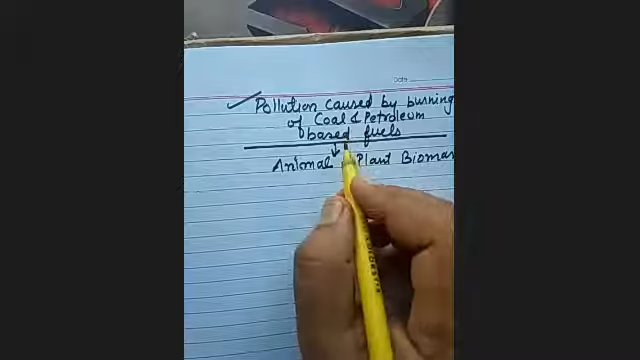 Date
Pollution caused by burning
of Coal & Petroleum
based fuels
Animal Plant Biomas